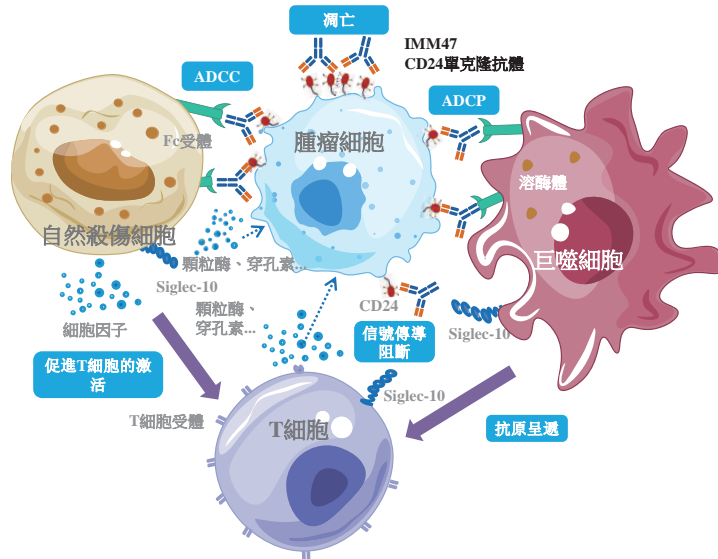 凋亡
IMM47
CD24單克隆抗體
ADCC
ADCP
Fc受體
腫瘤細胞
溶酶體
自然殺傷細胞
巨噬細胞
顆粒酶、穿孔素...
Siglec-10
顆粒酶、
穿孔素...
CD24
細胞因子
信號傳導
阻斷
Siglec-10
促進T細胞的激
活
Siglec-10
T細胞受體
T細胞
抗原呈遞